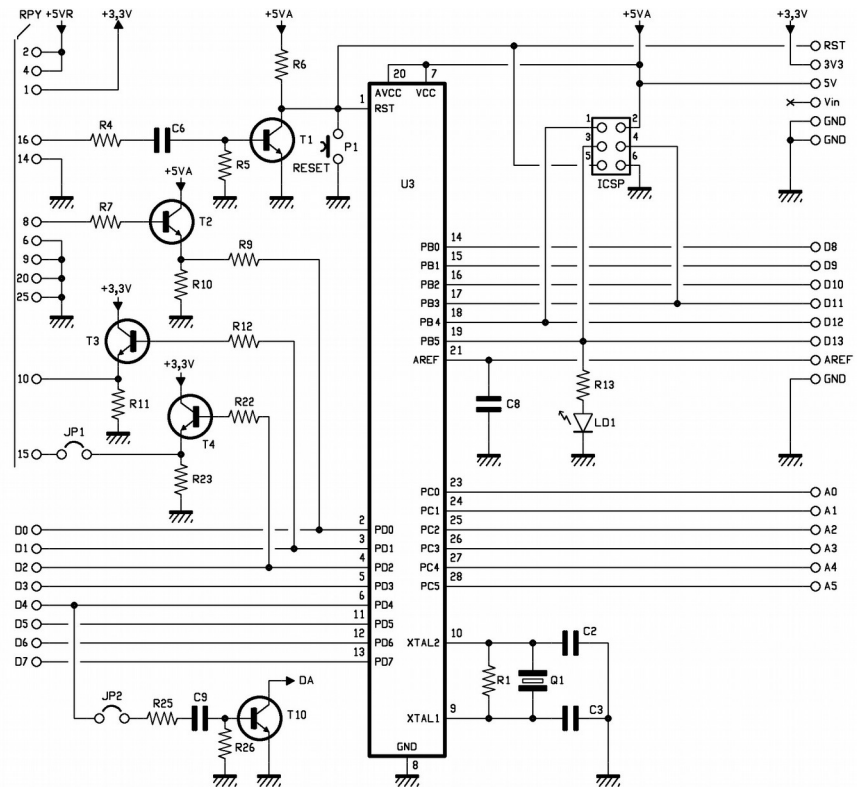 RPY +5VR +3,3V +5VA +5VA +3,3V
2
4
1
R6
20 7
AVCC VCC
1 RST
RST
3V3
5V
Vin
GND
GND
16 R4 C6 T1 P1
14 R5 RESET
1 2
3 4
5 6
ICSP
+5VA
U3
8 R7 T2
6 R9
9
20 R10
25
+3,3V
T3 R12
10 +3,3V
R11 R22
T4
JP1
15
R23
PB0 14 D8
PB1 15 D9
PB2 16 D10
PB3 17 D11
PB4 18 D12
PB5 19 D13
AREF 21 AREF
C8 R13 GND
LD1
PC0 23 A0
PC1 24 A1
PC2 25 A2
PC3 26 A3
PC4 27 A4
PC5 28 A5
D0 2 PD0
D1 3 PD1
D2 4 PD2
D3 5 PD3
D4 6 PD4
D5 11 PD5
D6 12 PD6
D7 13 PD7
XTAL2 10 C2
R1 Q1
XTAL1 9 C3
DA
JP2 R25 C9 T10
R26
GND
8